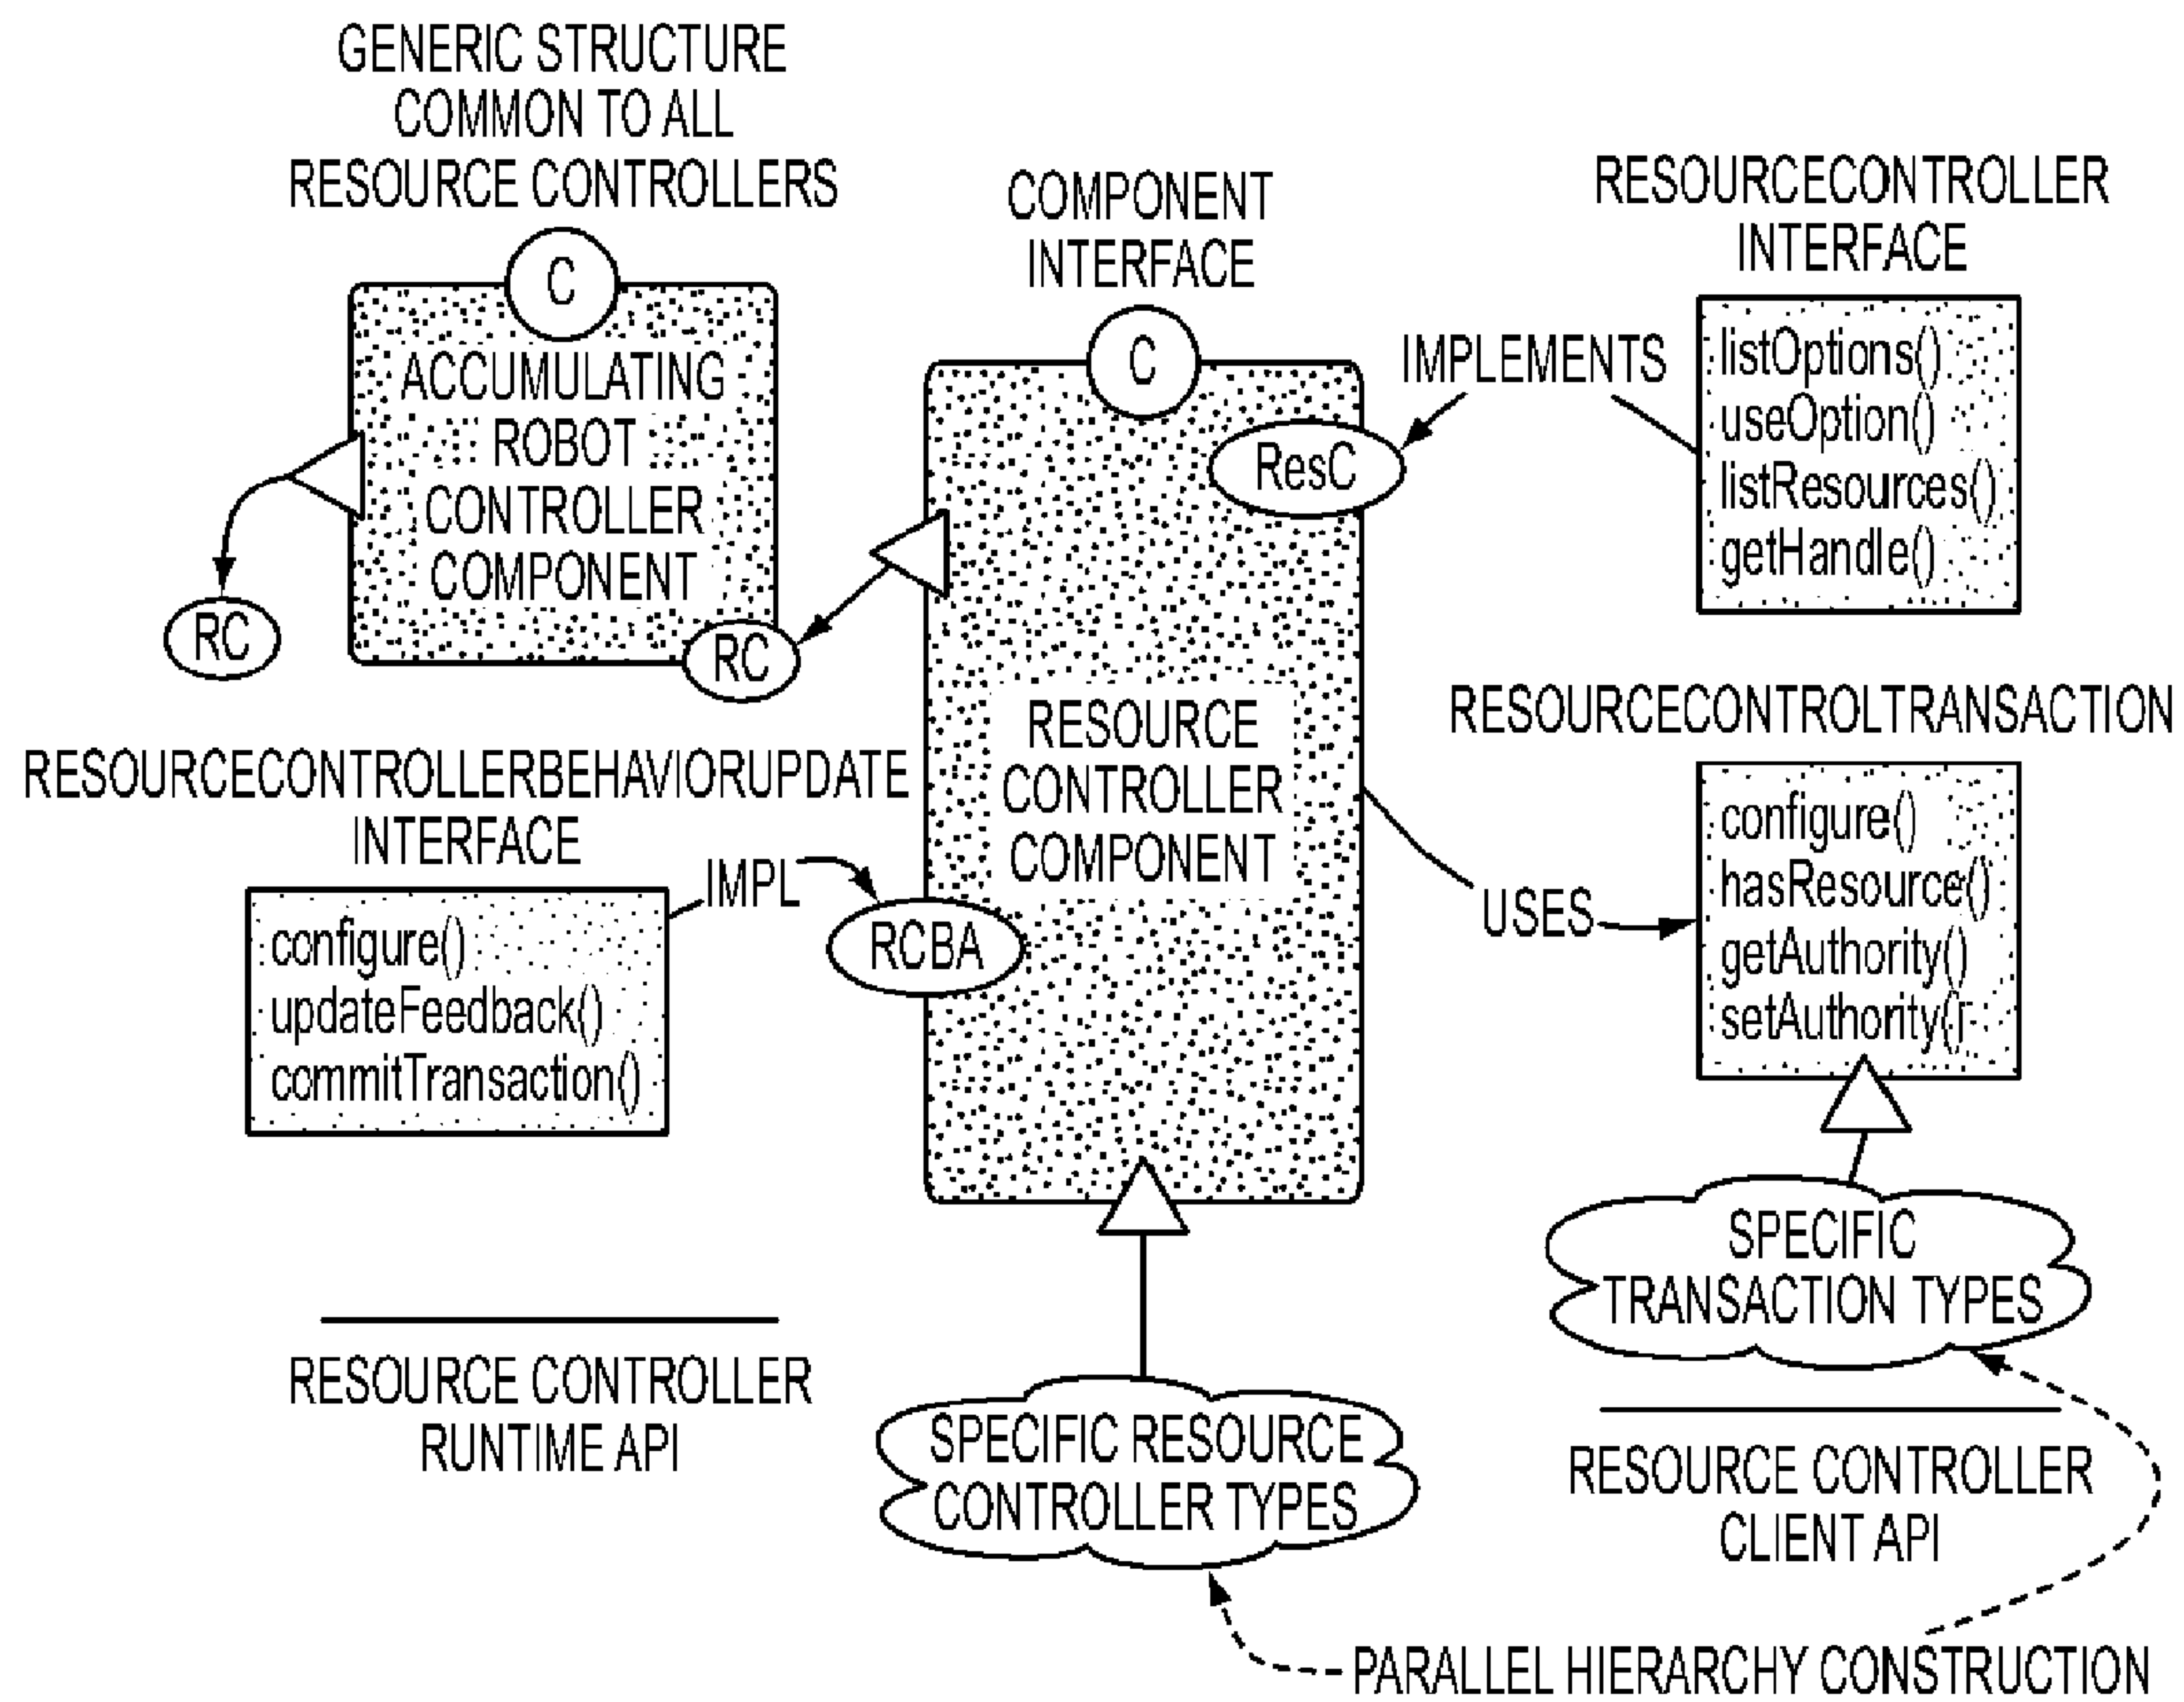 GENERIC STRUCTURE
COMMON TO ALL
RESOURCE CONTROLLERS
C
ACCUMULATING
ROBOT
CONTROLLER
COMPONENT
RC
RC
COMPONENT
INTERFACE
C
ResC
RESOURCE
CONTROLLER
COMPONENT
IMPLEMENTS
RESOURCECONTROLLER
INTERFACE
listOptions()
useOption()
listResources()
getHandle()
RESOURCECONTROLLERBEHAVIORUPDATE
INTERFACE
configure()
updateFeedback()
commitTransaction()
IMPL
RCBA
USES
RESOURCECONTROLTRANSACTION
configure()
hasResource()
getAuthority()
setAuthority()
SPECIFIC
TRANSACTION TYPES
RESOURCE CONTROLLER
RUNTIME API
SPECIFIC RESOURCE
CONTROLLER TYPES
RESOURCE CONTROLLER
CLIENT API
PARALLEL HIERARCHY CONSTRUCTION